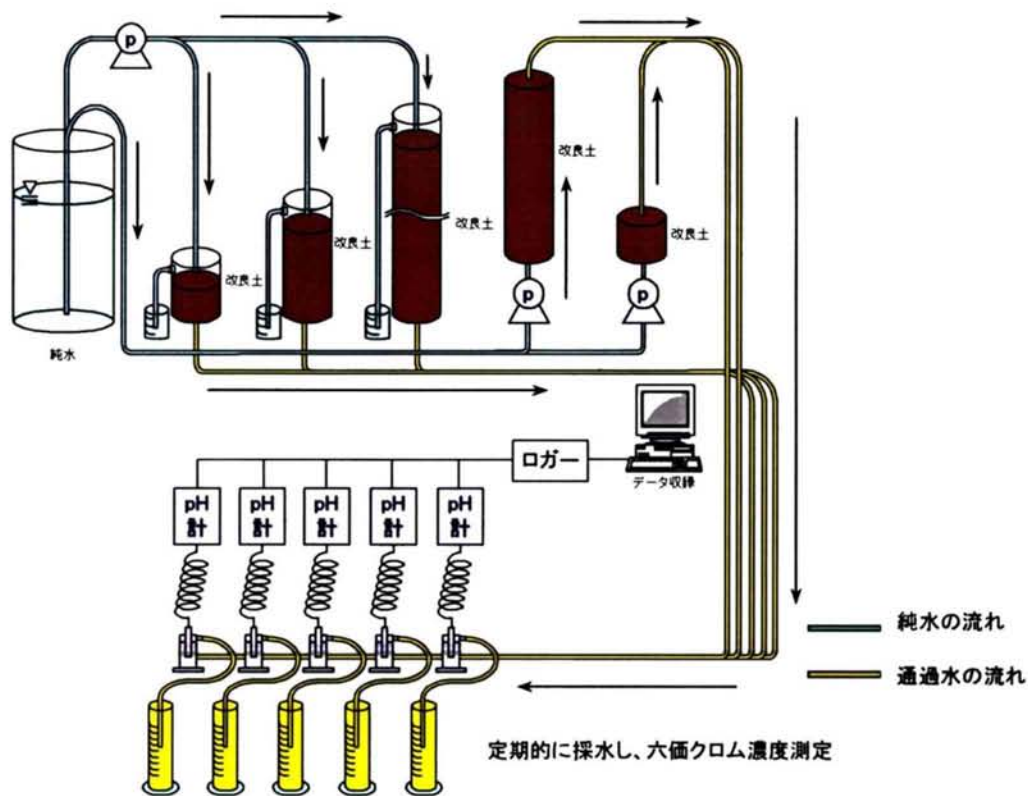 p
改良土
改良土
改良土
改良土
改良土
p
p
純水
ロガー
データ収録
pH
計
pH
計
pH
計
pH
計
pH
計
純水の流れ
通過水の流れ
定期的に採水し、六価クロム濃度測定